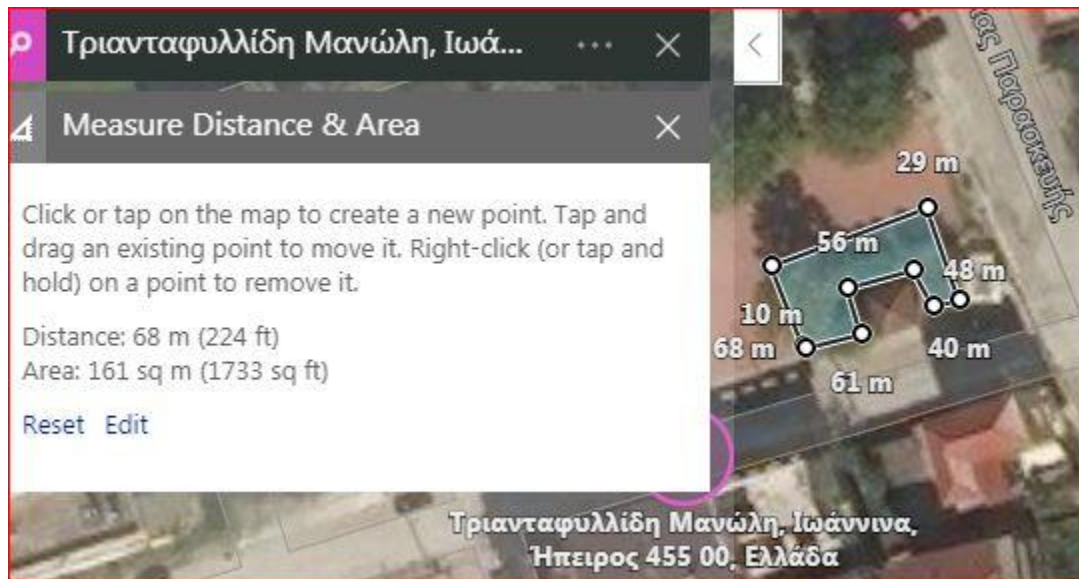 Τριανταφυλλίδη Μανώλη, Ιωά...
Measure Distance & Area
Click or tap on the map to create a new point. Tap and
drag an existing point to move it. Right-click (or tap and
hold) on a point to remove it.
Distance: 68 m (224 ft)
Area: 161 sq m (1733 sq ft)
Reset Edit
ας Παρασκευής
29 m
56 m
48 m
10 m
68 m
40 m
61 m
Τριανταφυλλίδη Μανώλη, Ιωάννινα,
Ήπειρος 455 00, Ελλάδα